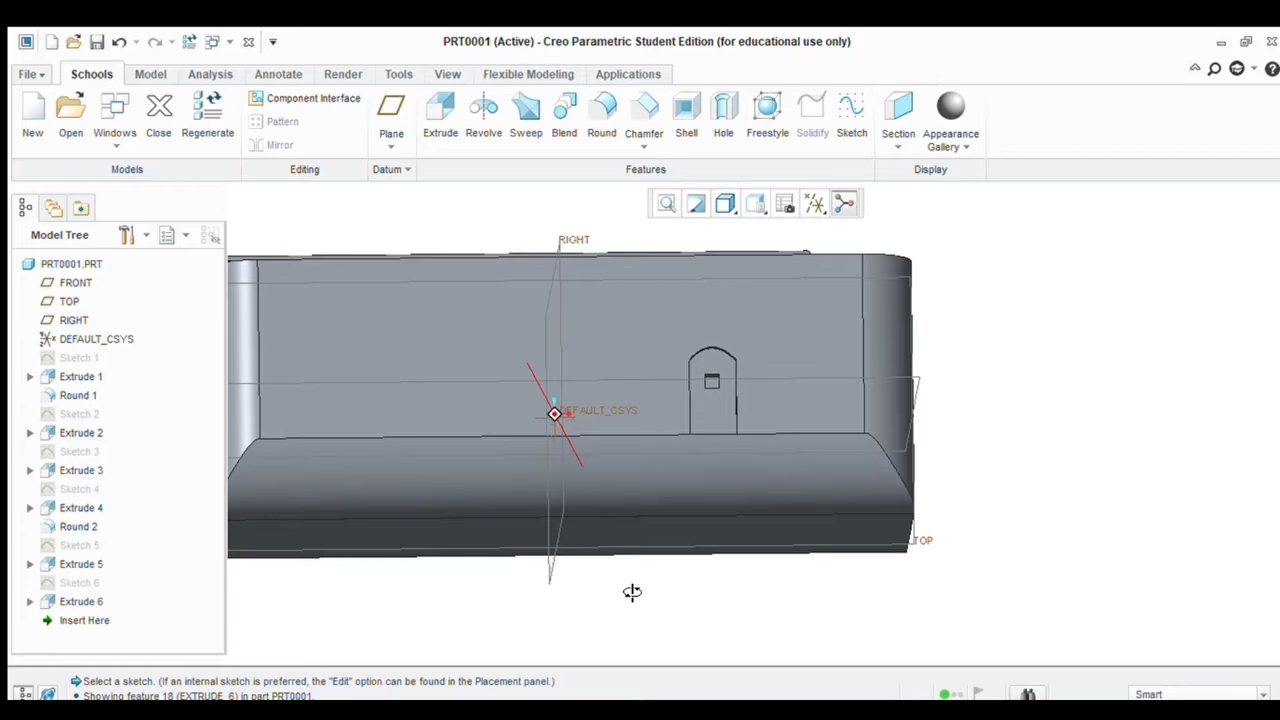 PRT0001 (Active) - Creo Parametric Student Edition (for educational use only)
File Schools Model Analysis Annotate Render Tools View Flexible Modeling Applications
New Open Windows Close Regenerate
Component Interface
Pattern
Mirror
Plane
Extrude Revolve Sweep Blend Round Chamfer Shell Hole Freestyle Solidify Sketch
Section Appearance Gallery
Models Editing Datum Features Display
Model Tree
PRT0001.PRT
FRONT
TOP
RIGHT
DEFAULT_CSYS
Sketch 1
Extrude 1
Round 1
Sketch 2
Extrude 2
Sketch 3
Extrude 3
Sketch 4
Extrude 4
Round 2
Sketch 5
Extrude 5
Sketch 6
Extrude 6
Insert Here
RIGHT
DEFAULT_CSYS
TOP
Select a sketch. (If an internal sketch is preferred, the "Edit" option can be found in the Placement panel.)
Showing feature 18 (EXTRUDE_6) in part PRT0001.
Smart